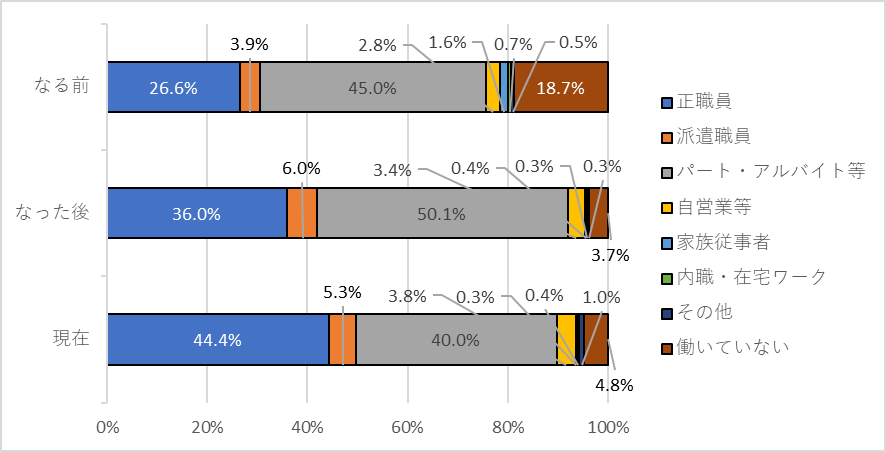 2.8% 1.6% 0.7% 0.5%
3.9%
なる前 26.6% 45.0% 18.7%
正職員
派遣職員
パート・アルバイト等
自営業等
家族従事者
内職・在宅ワーク
その他
働いていない
6.0% 3.4% 0.4% 0.3% 0.3%
なった後 36.0% 50.1%
3.7%
5.3% 3.8% 0.3% 0.4% 1.0%
現在 44.4% 40.0%
4.8%
0% 20% 40% 60% 80% 100%